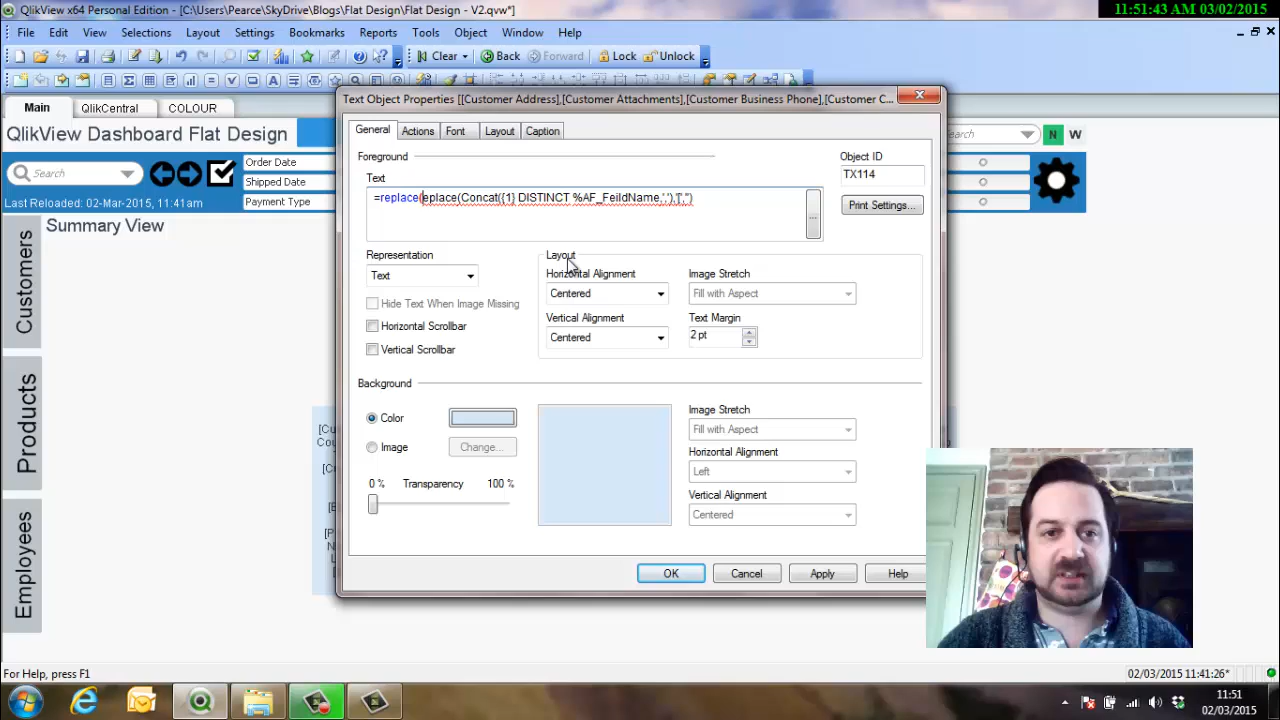 QlikView x64 Personal Edition - [C:\Users\Pearce\SkyDrive\Blogs\Flat Design\Flat Design - V2.qvw*]
11:51:43 AM 03/02/2015
File Edit View Selections Layout Settings Bookmarks Reports Tools Object Window Help
Clear Back Forward Lock Unlock
Main QlikCentral COLOUR
QlikView Dashboard Flat Design
Search
Last Reloaded: 02-Mar-2015, 11:41am
Order Date
Shipped Date
Payment Type
earch
N W
Summary View
Customers
Products
Employees
Text Object Properties [[Customer Address],[Customer Attachments],[Customer Business Phone],[Customer C...
General Actions Font Layout Caption
Foreground
Text
=replace(eplace(Concat({1} DISTINCT %AF_FeildName,','),'[','')
Object ID
TX114
Print Settings...
Representation
Text
Hide Text When Image Missing
Horizontal Scrollbar
Vertical Scrollbar
Layout
Horizontal Alignment
Centered
Vertical Alignment
Centered
Image Stretch
Fill with Aspect
Text Margin
2 pt
Background
Color
Image
Change...
0 % Transparency 100 %
Image Stretch
Fill with Aspect
Horizontal Alignment
Left
Vertical Alignment
Centered
OK Cancel Apply Help
For Help, press F1
02/03/2015 11:41:26*
11:51
02/03/2015